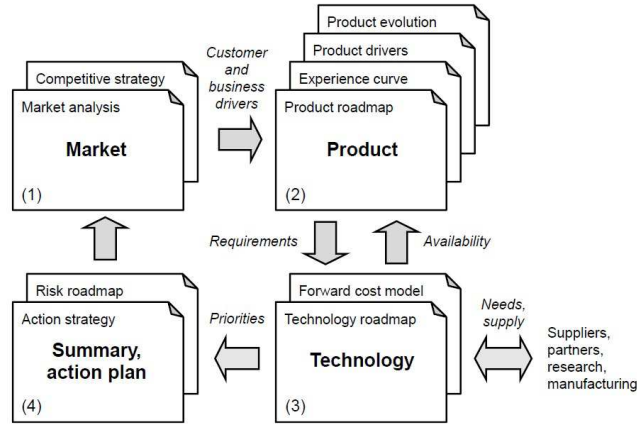 Product evolution
Product drivers
Experience curve
Product roadmap
Product
(2)
Customer
and
business
drivers
Competitive strategy
Market analysis
Market
(1)
Requirements
Availability
Risk roadmap
Action strategy
Summary,
action plan
(4)
Priorities
Forward cost model
Technology roadmap
Technology
(3)
Needs,
supply
Suppliers,
partners,
research,
manufacturing